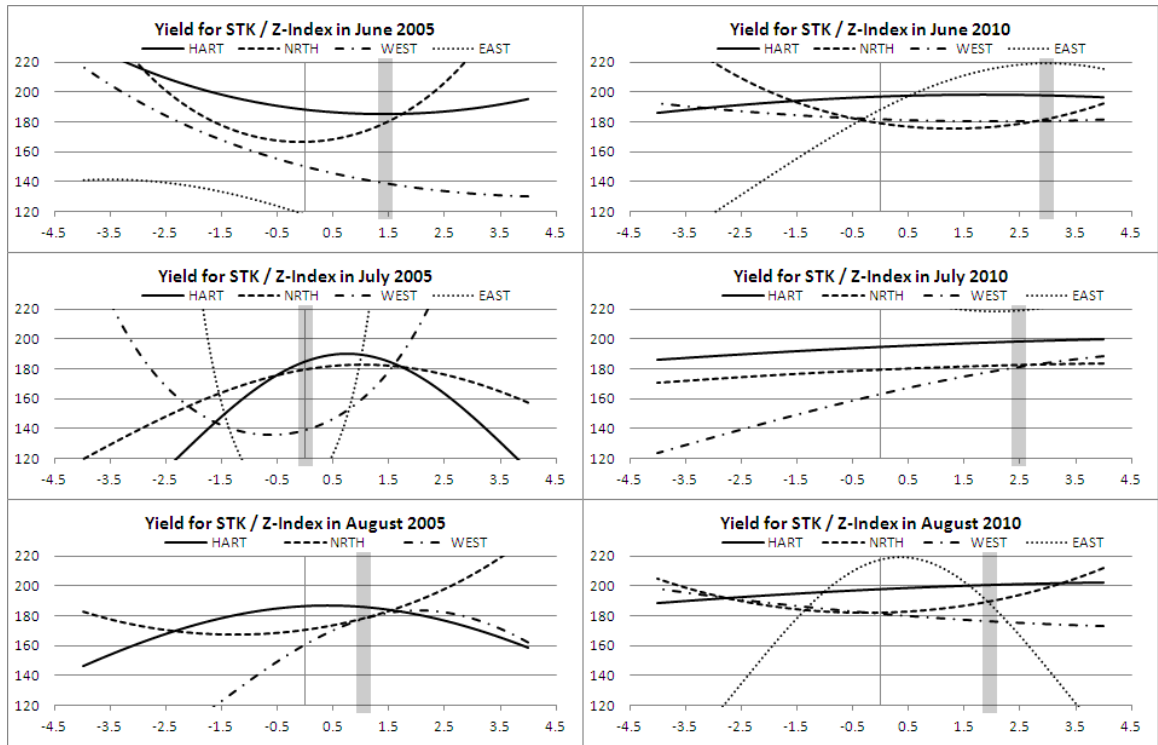 Yield for STK / Z-Index in June 2005
HART NRTH WEST EAST
220
200
180
160
140
120
-4.5 -3.5 -2.5 -1.5 -0.5 0.5 1.5 2.5 3.5 4.5
Yield for STK / Z-Index in June 2010
HART NRTH WEST EAST
220
200
180
160
140
120
-4.5 -3.5 -2.5 -1.5 -0.5 0.5 1.5 2.5 3.5 4.5
Yield for STK / Z-Index in July 2005
HART NRTH WEST EAST
220
200
180
160
140
120
-4.5 -3.5 -2.5 -1.5 -0.5 0.5 1.5 2.5 3.5 4.5
Yield for STK / Z-Index in July 2010
HART NRTH WEST EAST
220
200
180
160
140
120
-4.5 -3.5 -2.5 -1.5 -0.5 0.5 1.5 2.5 3.5 4.5
Yield for STK / Z-Index in August 2005
HART NRTH WEST
220
200
180
160
140
120
-4.5 -3.5 -2.5 -1.5 -0.5 0.5 1.5 2.5 3.5 4.5
Yield for STK / Z-Index in August 2010
HART NRTH WEST EAST
220
200
180
160
140
120
-4.5 -3.5 -2.5 -1.5 -0.5 0.5 1.5 2.5 3.5 4.5